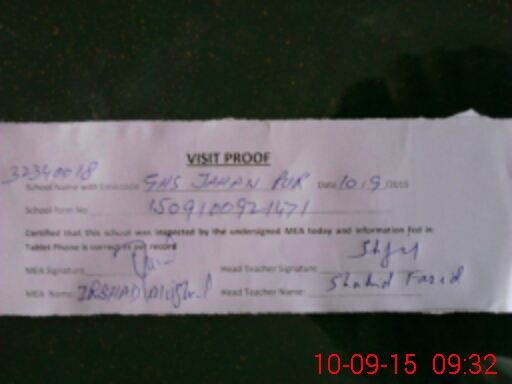 VISIT PROOF
32340018
School Name with Emiscode GHS JAHAN PUR Date 10.9/2015
School form No 1509100921471
Certified that this school was inspected by the undersigned MEA today and information fed in
Tablet Phone is correct as per record
MEA Signature Head Teacher Signature
MEA Name: IRSHAD Mughal Head Teacher Name: Shahid Farid
10-09-15 09:32